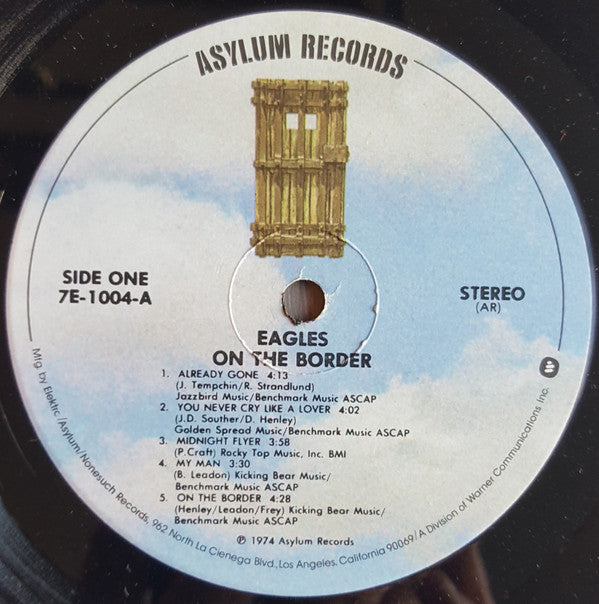 ASYLUM RECORDS
SIDE ONE
7E-1004-A
STEREO
(AR)
EAGLES
ON THE BORDER
1. ALREADY GONE 4:13
(J. Tempchin/R. Strandlund)
Jazzbird Music/Benchmark Music ASCAP
2. YOU NEVER CRY LIKE A LOVER 4:02
(J.D. Souther/D. Henley)
Golden Spread Music/Benchmark Music ASCAP
3. MIDNIGHT FLYER 3:58
(P.Craft) Rocky Top Music, Inc. BMI
4. MY MAN 3:30
(B. Leadon) Kicking Bear Music/
Benchmark Music ASCAP
5. ON THE BORDER 4:28
(Henley/Leadon/Frey) Kicking Bear Music/
Benchmark Music ASCAP
℗ 1974 Asylum Records
Mfg. by Elektra/Asylum/Nonesuch Records, 962 North La Cienega Blvd., Los Angeles, California 90069/A Division of Warner Communications Inc.